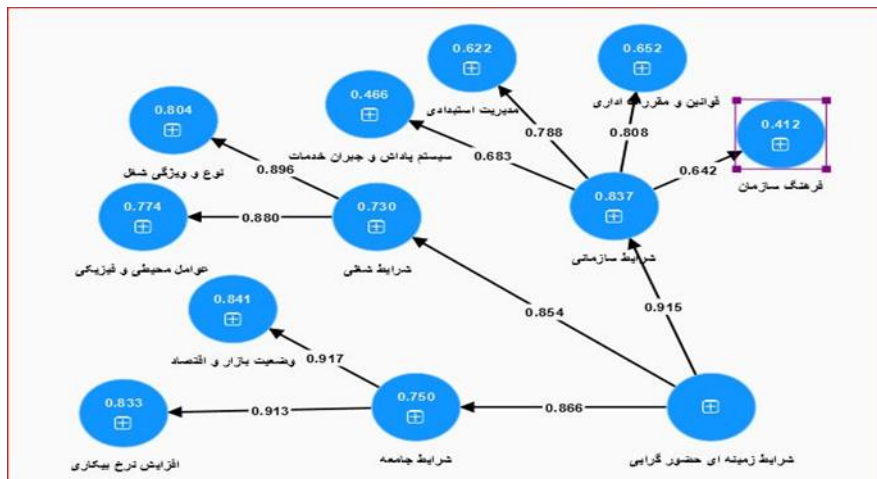 0.622
0.652
مدیریت استبدادی
قوانین و مقررات اداری
0.466
سیستم پاداش و جبران خدمات
0.412
فرهنگ سازمان
0.804
نوع و ویژگی شغل
0.788
0.808
0.683
0.642
0.896
0.837
شرایط سازمانی
0.774
عوامل محیطی و فیزیکی
0.880
0.730
شرایط شغلی
0.841
وضعیت بازار و اقتصاد
0.854
0.915
0.917
0.833
افزایش نرخ بیکاری
0.913
0.750
شرایط جامعه
0.866
شرایط زمینه ای حضور گرایی